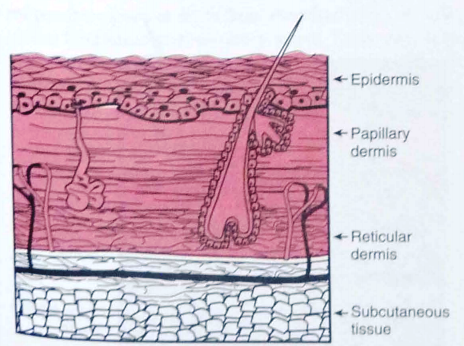 Epidermis
Papillary
dermis
Reticular
dermis
Subcutaneous
tissue